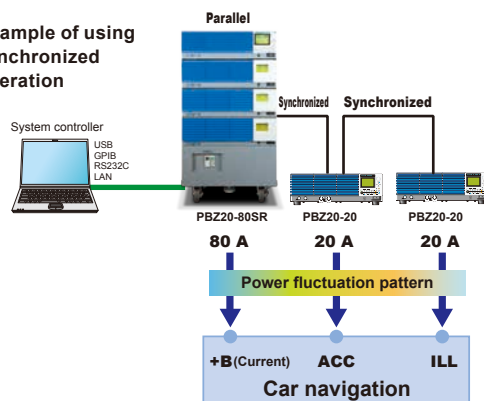 Parallel
ample of using
nchronized
eration
Synchronized
Synchronized
System controller
USB
GPIB
RS232C
LAN
PBZ20-80SR
PBZ20-20
PBZ20-20
80 A
20 A
20 A
Power fluctuation pattern
+B(Current)
ACC
ILL
Car navigation